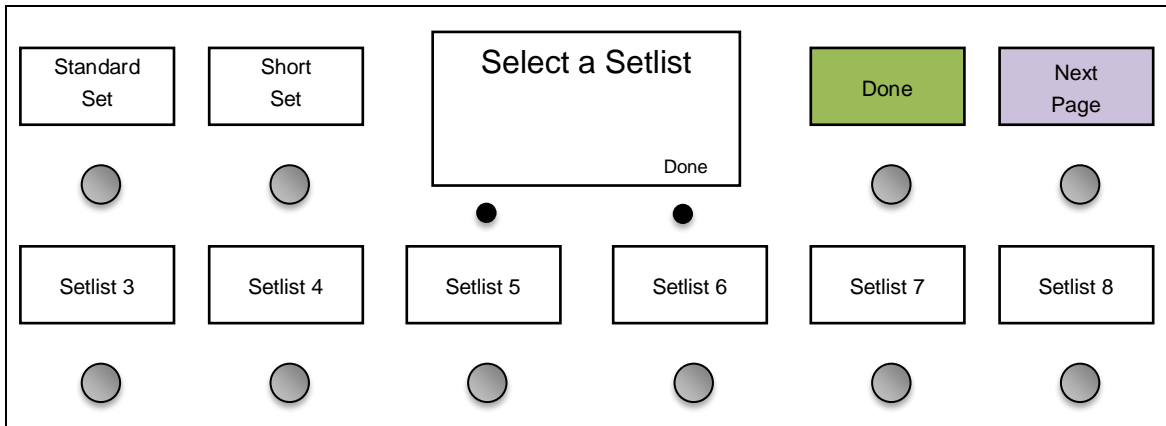 Standard
Set
Short
Set
Select a Setlist
Done
Done
Next
Page
Setlist 3
Setlist 4
Setlist 5
Setlist 6
Setlist 7
Setlist 8